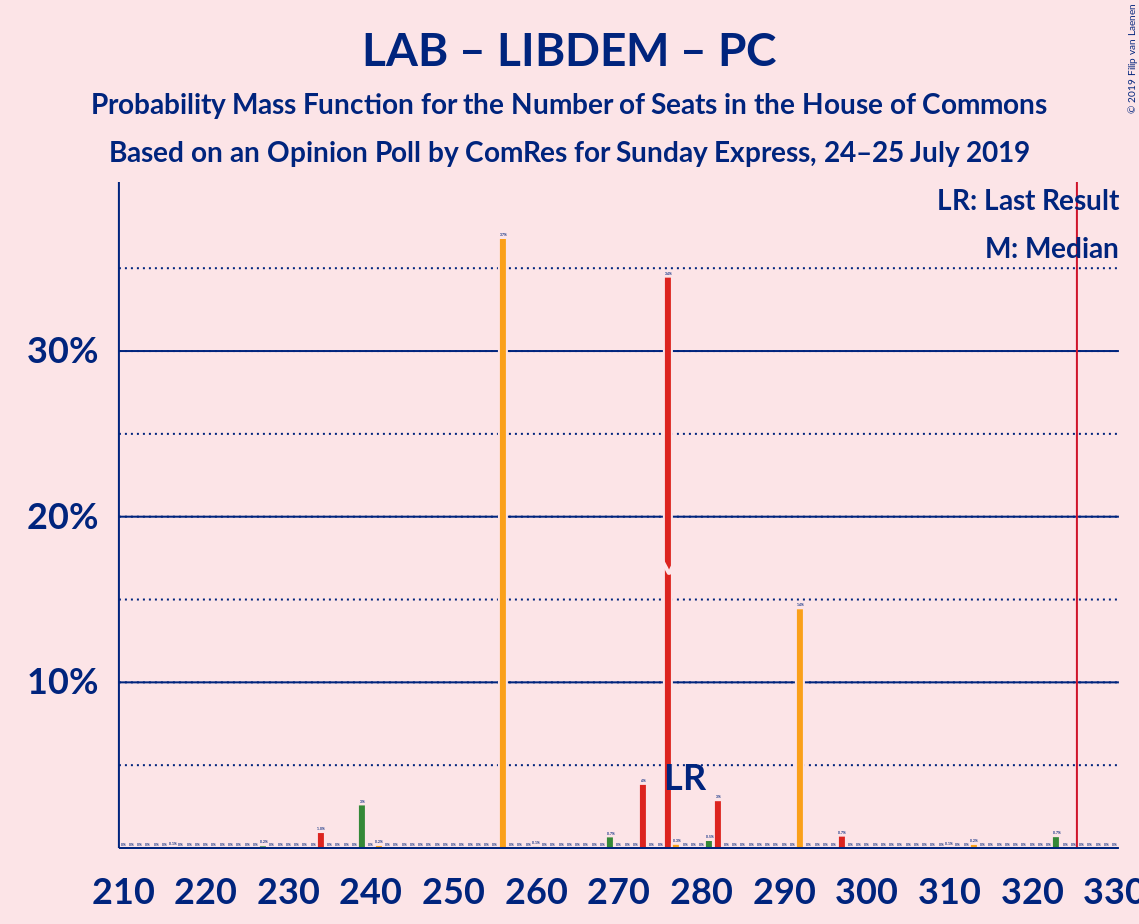 LAB – LIBDEM – PC
Probability Mass Function for the Number of Seats in the House of Commons
Based on an Opinion Poll by ComRes for Sunday Express, 24–25 July 2019
© 2019 Filip van Laenen
LR: Last Result
M: Median
30%
20%
10%
LR
210 220 230 240 250 260 270 280 290 300 310 320 330